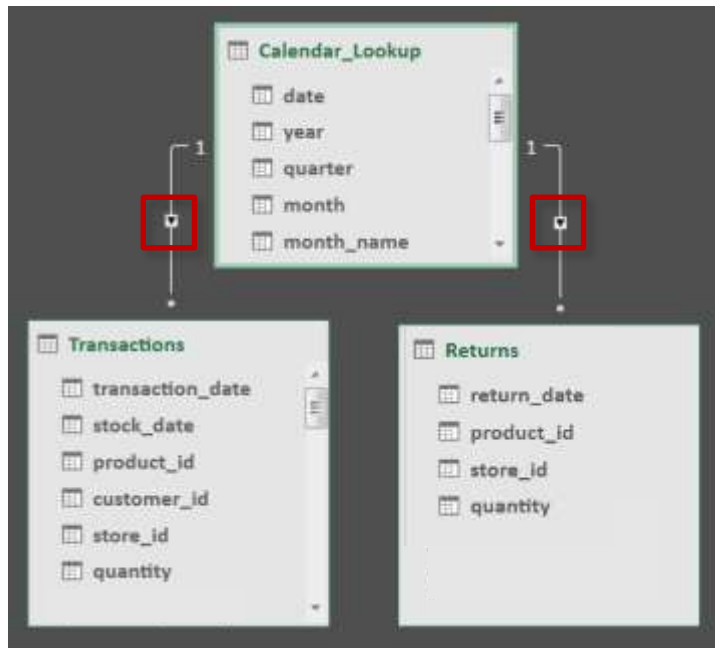 Calendar_Lookup
date
year
1
1
quarter
month
month_name
Transactions
transaction_date
stock_date
product_id
customer_id
store_id
quantity
Returns
return_date
product_id
store_id
quantity